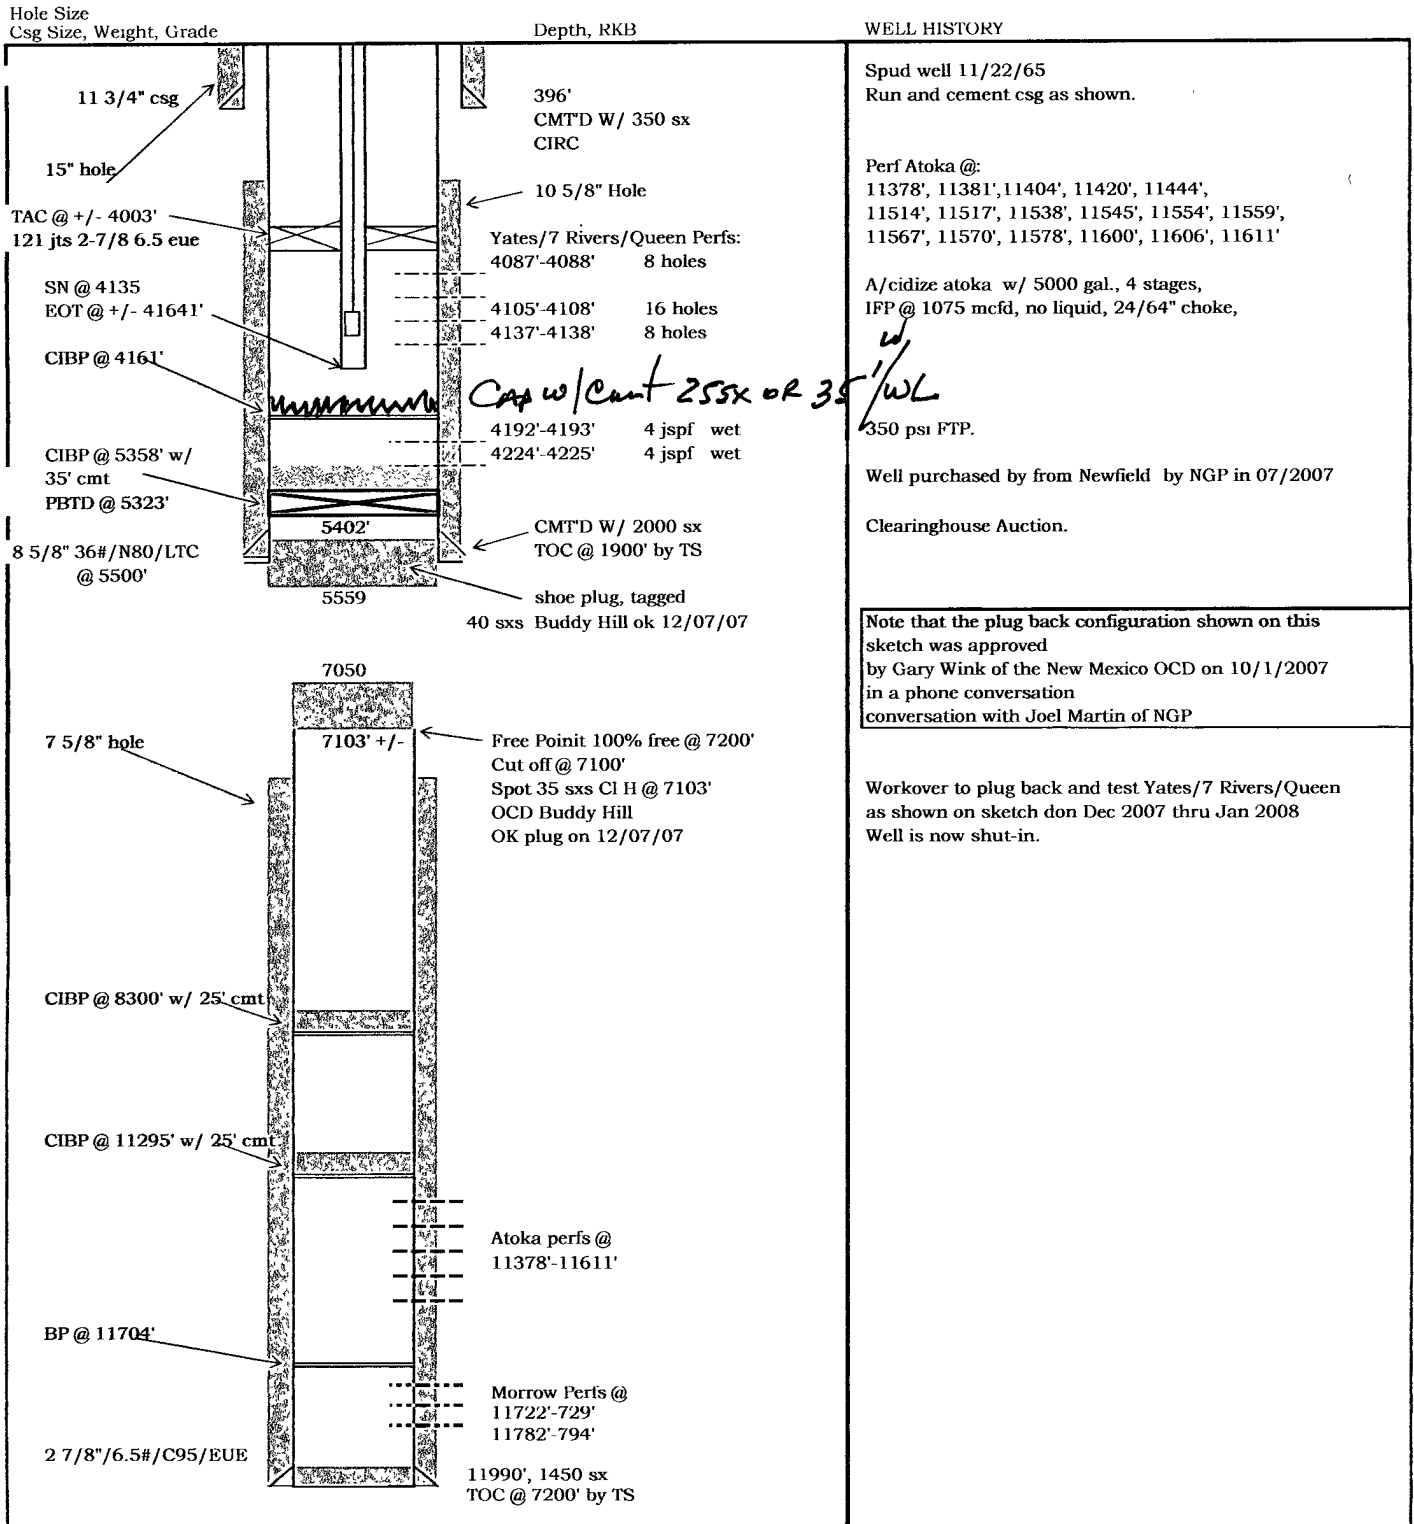 Hole Size
Csg Size, Weight, Grade
Depth, RKB
WELL HISTORY
11 3/4" csg
15" hole
TAC @ +/- 4003'
121 jts 2-7/8 6.5 eue
SN @ 4135
EOT @ +/- 41641'
CIBP @ 4161'
CIBP @ 5358' w/
35' cmt
PBTD @ 5323'
8 5/8" 36#/N80/LTC
@ 5500'
396'
CMT'D W/ 350 sx
CIRC
10 5/8" Hole
Yates/7 Rivers/Queen Perfs:
4087'-4088' 8 holes
4105'-4108' 16 holes
4137'-4138' 8 holes
CAP w/ Cmt 25sx OR 35' w/ WL
4192'-4193' 4 jspf wet
4224'-4225' 4 jspf wet
5402'
CMT'D W/ 2000 sx
TOC @ 1900' by TS
5559
shoe plug, tagged
40 sxs Buddy Hill ok 12/07/07
7050
7 5/8" hole
7103' +/-
Free Poinit 100% free @ 7200'
Cut off @ 7100'
Spot 35 sxs Cl H @ 7103'
OCD Buddy Hill
OK plug on 12/07/07
CIBP @ 8300' w/ 25' cmt
CIBP @ 11295' w/ 25' cmt
Atoka perfs @
11378'-11611'
BP @ 11704'
Morrow Perfs @
11722'-729'
11782'-794'
2 7/8"/6.5#/C95/EUE
11990', 1450 sx
TOC @ 7200' by TS
Spud well 11/22/65
Run and cement csg as shown.
Perf Atoka @:
11378', 11381',11404', 11420', 11444',
11514', 11517', 11538', 11545', 11554', 11559',
11567', 11570', 11578', 11600', 11606', 11611'
A/cidize atoka w/ 5000 gal., 4 stages,
IFP @ 1075 mcfd, no liquid, 24/64" choke,
350 psi FTP.
Well purchased by from Newfield by NGP in 07/2007
Clearinghouse Auction.
Note that the plug back configuration shown on this
sketch was approved
by Gary Wink of the New Mexico OCD on 10/1/2007
in a phone conversation
conversation with Joel Martin of NGP
Workover to plug back and test Yates/7 Rivers/Queen
as shown on sketch don Dec 2007 thru Jan 2008
Well is now shut-in.